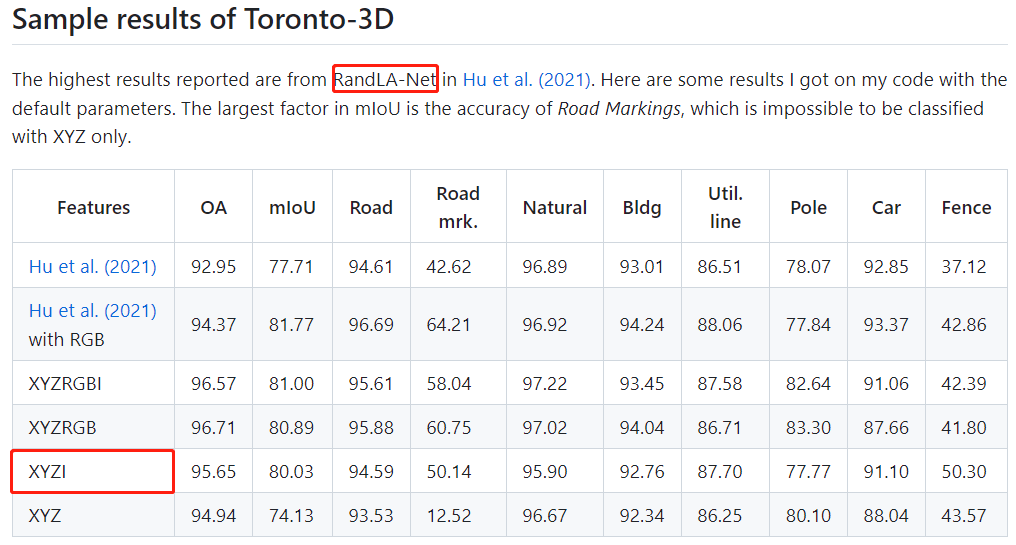 Sample results of Toronto-3D
The highest results reported are from RandLA-Net in Hu et al. (2021). Here are some results I got on my code with the
default parameters. The largest factor in mIoU is the accuracy of Road Markings, which is impossible to be classified
with XYZ only.
Features OA mIoU Road Road mrk. Natural Bldg Util. line Pole Car Fence
Hu et al. (2021) 92.95 77.71 94.61 42.62 96.89 93.01 86.51 78.07 92.85 37.12
Hu et al. (2021) with RGB 94.37 81.77 96.69 64.21 96.92 94.24 88.06 77.84 93.37 42.86
XYZRGBI 96.57 81.00 95.61 58.04 97.22 93.45 87.58 82.64 91.06 42.39
XYZRGB 96.71 80.89 95.88 60.75 97.02 94.04 86.71 83.30 87.66 41.80
XYZI 95.65 80.03 94.59 50.14 95.90 92.76 87.70 77.77 91.10 50.30
XYZ 94.94 74.13 93.53 12.52 96.67 92.34 86.25 80.10 88.04 43.57